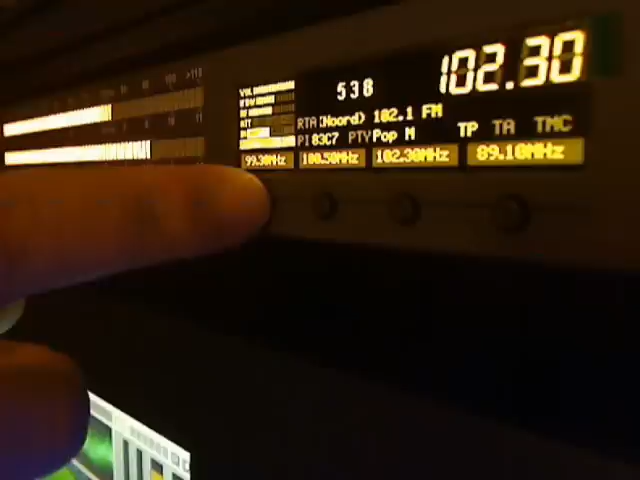 538
102.30
RTA:(Noord) 102.1 FM
PI 83C7 PTY Pop M TP TA TMC
99.30MHz 100.50MHz 102.30MHz 89.10MHz